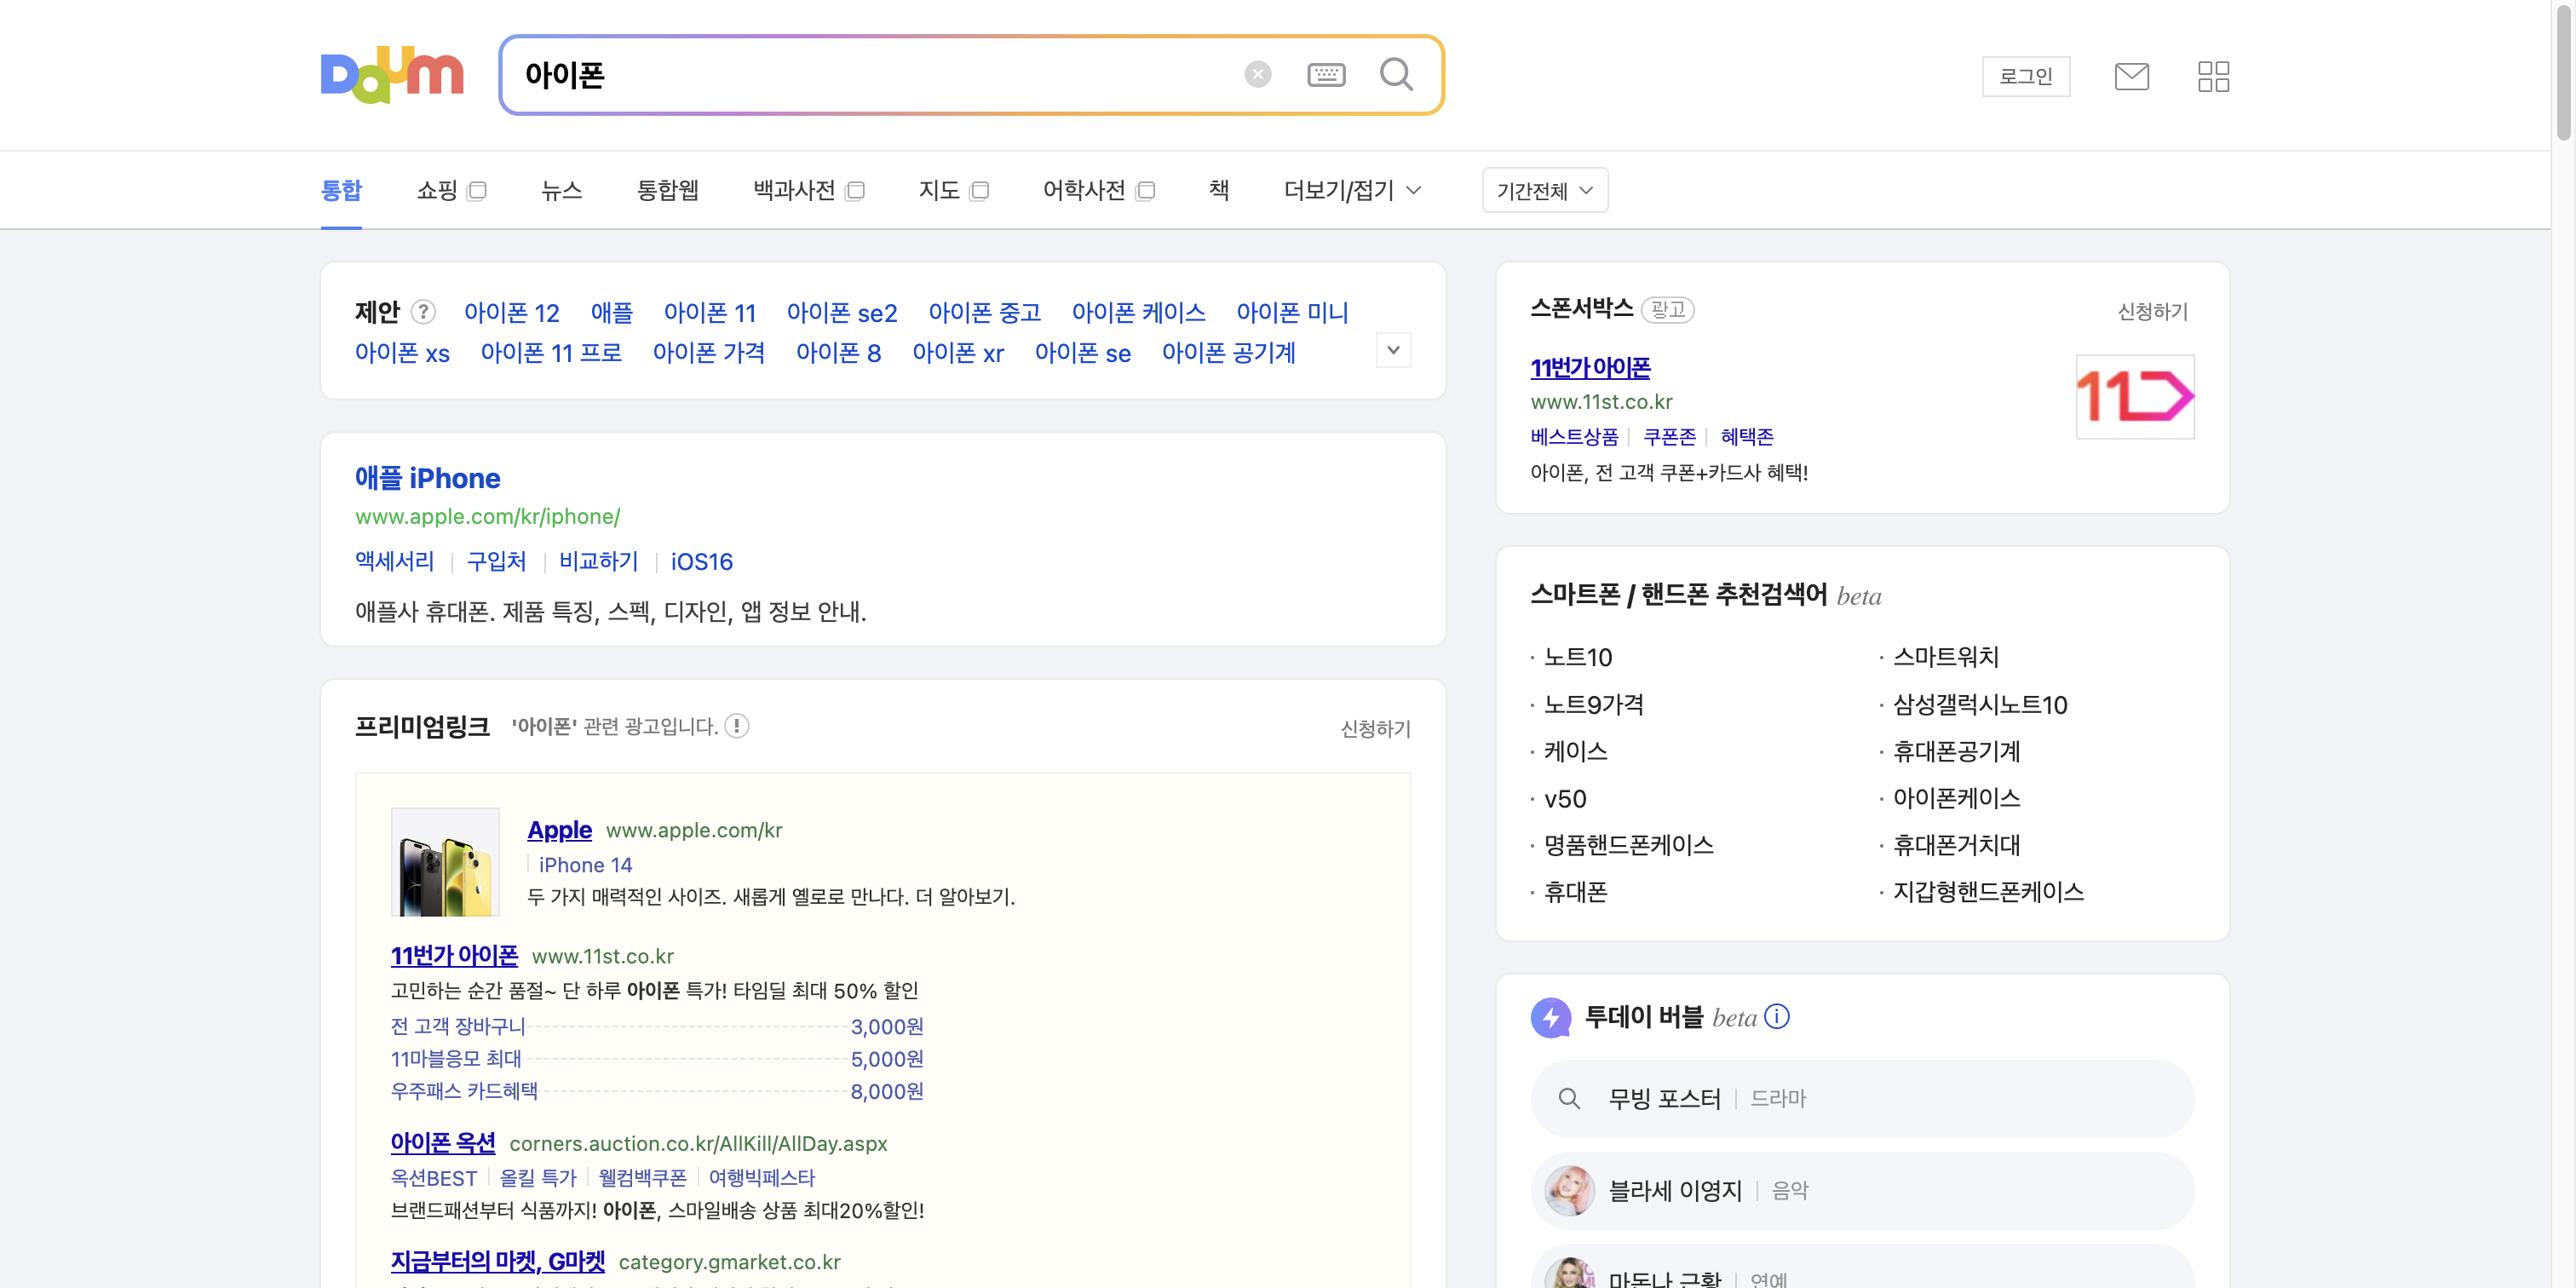 Daum
아이폰
로그인
통합 쇼핑 뉴스 통합웹 백과사전 지도 어학사전 책 더보기/접기 기간전체
제안 ? 아이폰 12 애플 아이폰 11 아이폰 se2 아이폰 중고 아이폰 케이스 아이폰 미니
아이폰 xs 아이폰 11 프로 아이폰 가격 아이폰 8 아이폰 xr 아이폰 se 아이폰 공기계
애플 iPhone
www.apple.com/kr/iphone/
액세서리 구입처 비교하기 iOS16
애플사 휴대폰. 제품 특징, 스펙, 디자인, 앱 정보 안내.
프리미엄링크 '아이폰' 관련 광고입니다. 신청하기
Apple www.apple.com/kr
iPhone 14
두 가지 매력적인 사이즈. 새롭게 옐로로 만나다. 더 알아보기.
11번가 아이폰 www.11st.co.kr
고민하는 순간 품절~ 단 하루 아이폰 특가! 타임딜 최대 50% 할인
전 고객 장바구니 3,000원
11마블응모 최대 5,000원
우주패스 카드혜택 8,000원
아이폰 옥션 corners.auction.co.kr/AllKill/AllDay.aspx
옥션BEST 올킬 특가 웰컴백쿠폰 여행빅페스타
브랜드패션부터 식품까지! 아이폰, 스마일배송 상품 최대20%할인!
지금부터의 마켓, G마켓 category.gmarket.co.kr
스폰서박스 광고 신청하기
11번가 아이폰
www.11st.co.kr
베스트상품 쿠폰존 혜택존
아이폰, 전 고객 쿠폰+카드사 혜택!
11
스마트폰 / 핸드폰 추천검색어 beta
· 노트10 · 스마트워치
· 노트9가격 · 삼성갤럭시노트10
· 케이스 · 휴대폰공기계
· v50 · 아이폰케이스
· 명품핸드폰케이스 · 휴대폰거치대
· 휴대폰 · 지갑형핸드폰케이스
투데이 버블 beta
무빙 포스터 드라마
블라세 이영지 음악
마돈나 근황 연예